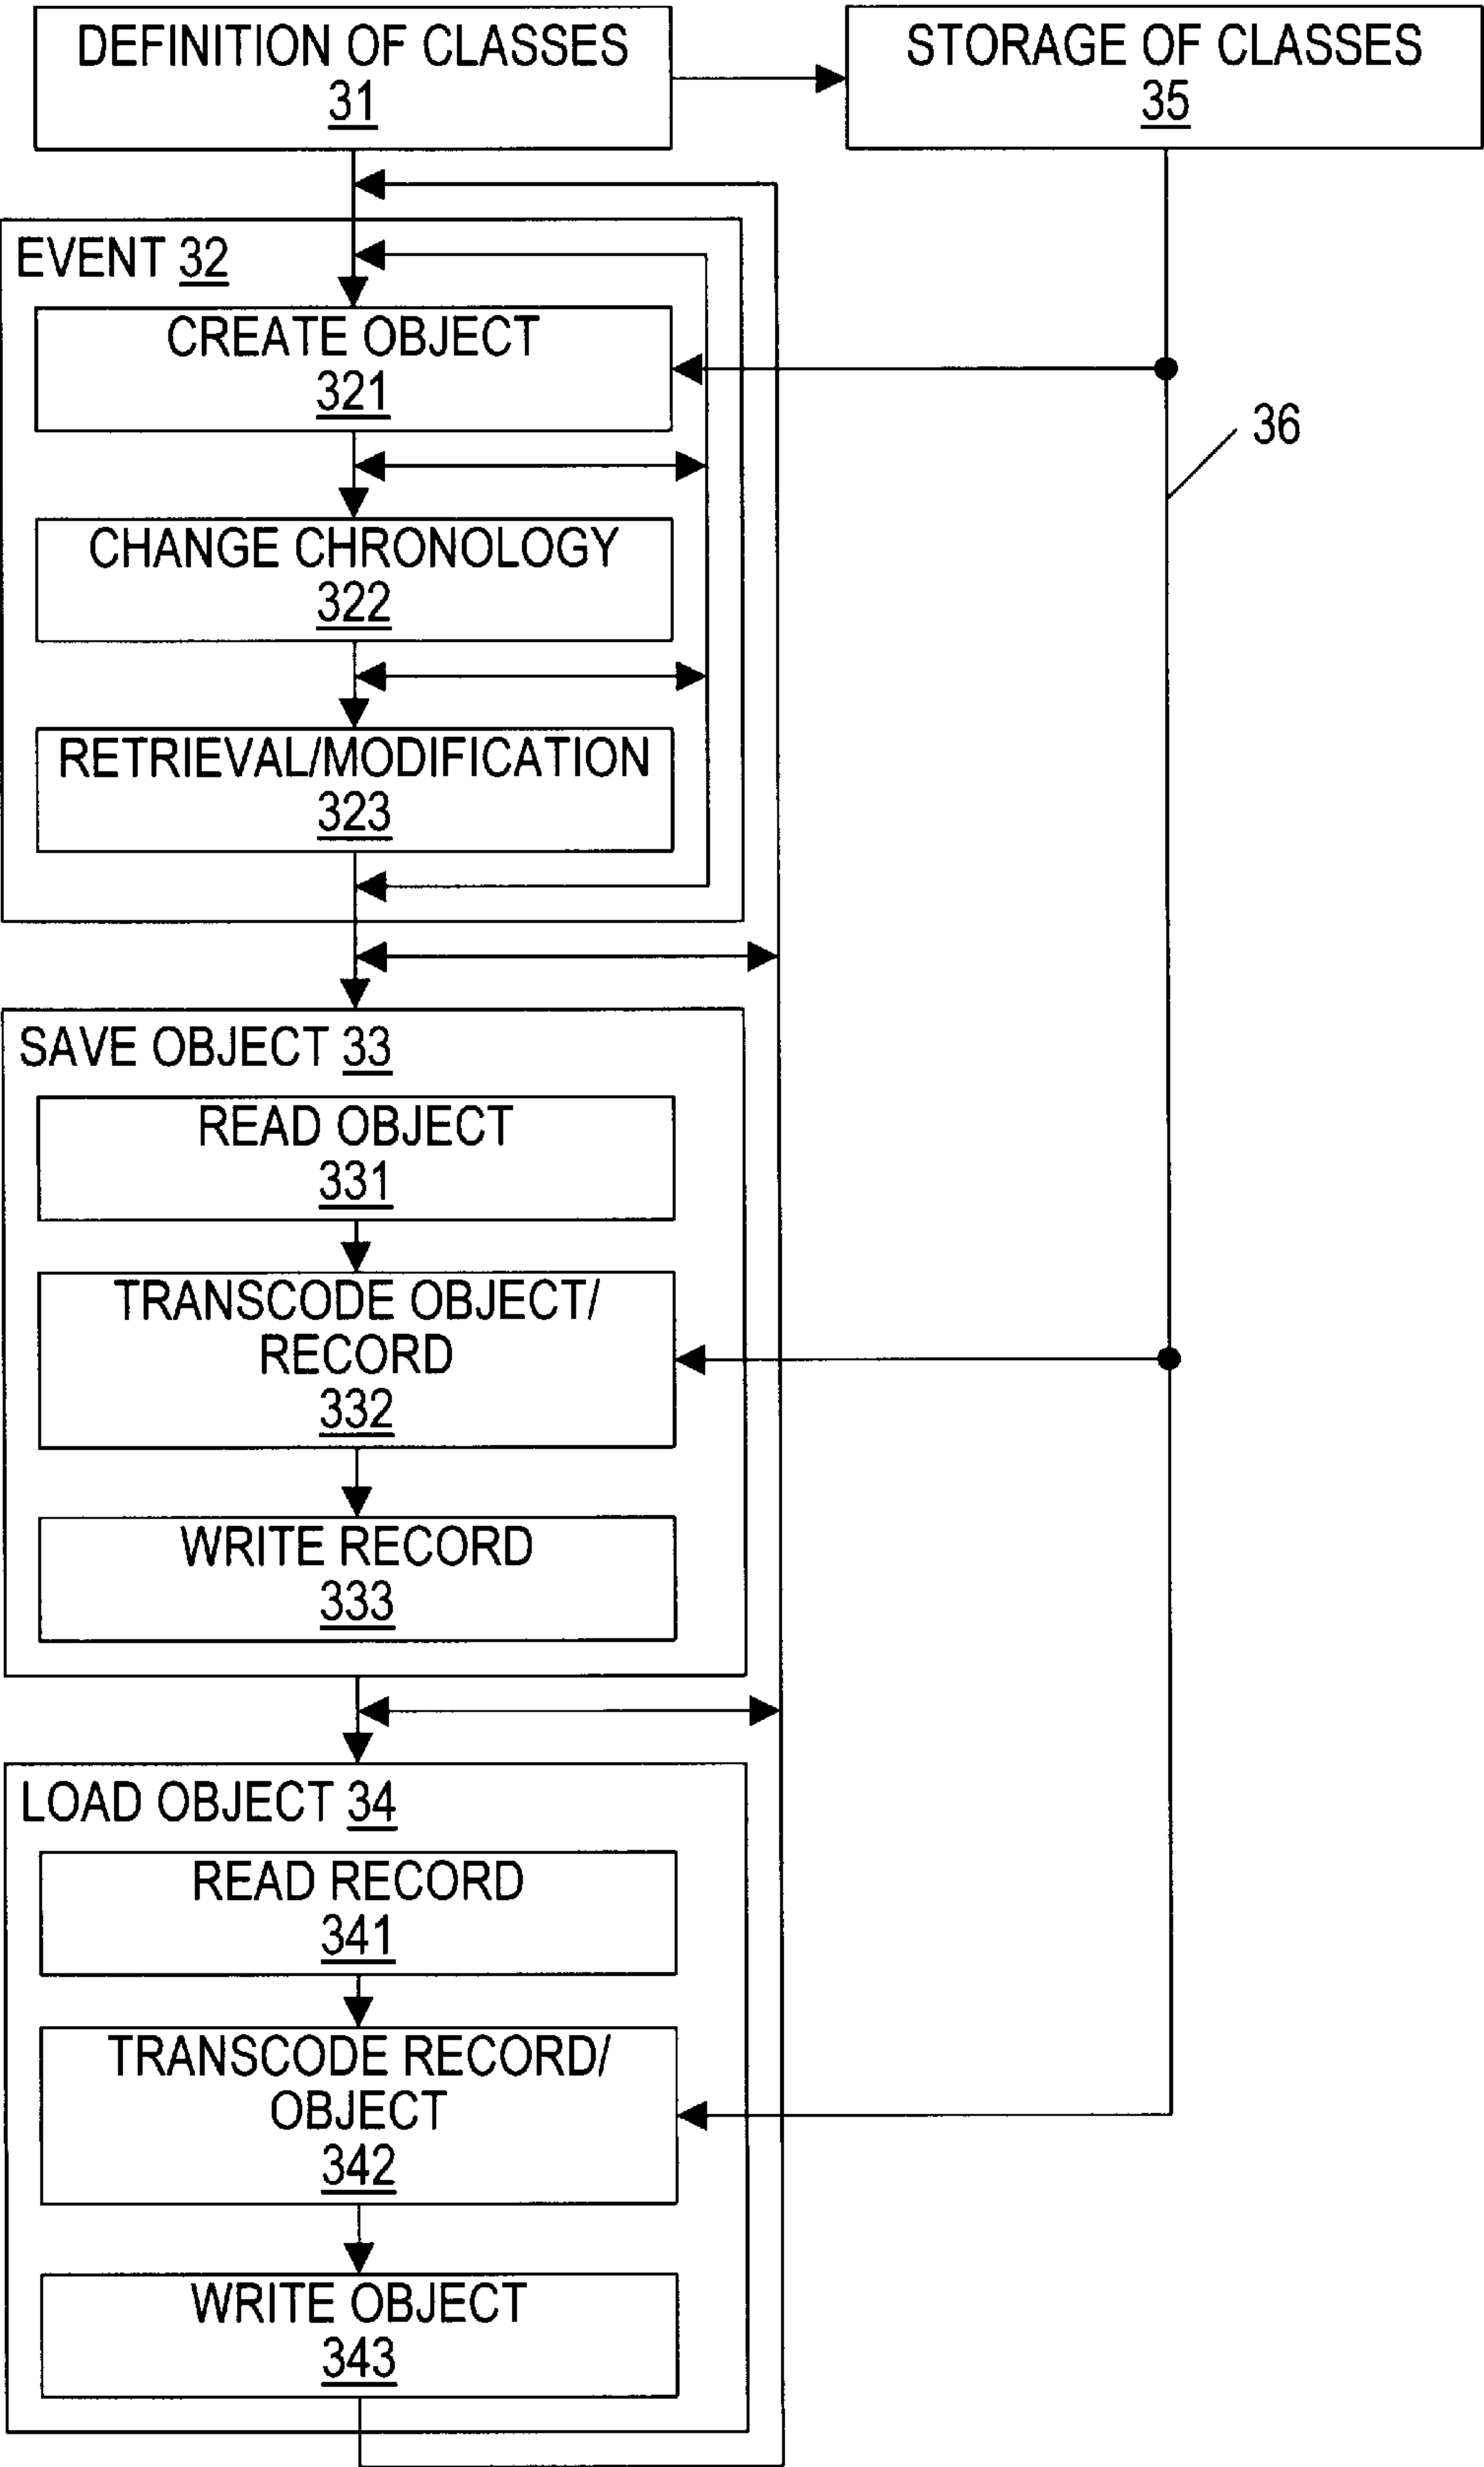 DEFINITION OF CLASSES
31
STORAGE OF CLASSES
35
EVENT 32
CREATE OBJECT
321
36
CHANGE CHRONOLOGY
322
RETRIEVAL/MODIFICATION
323
SAVE OBJECT 33
READ OBJECT
331
TRANSCODE OBJECT/
RECORD
332
WRITE RECORD
333
LOAD OBJECT 34
READ RECORD
341
TRANSCODE RECORD/
OBJECT
342
WRITE OBJECT
343